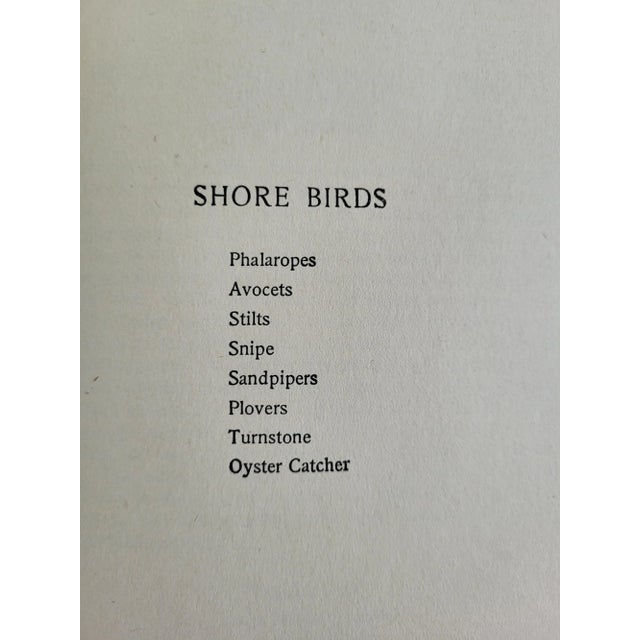 SHORE BIRDS
Phalaropes
Avocets
Stilts
Snipe
Sandpipers
Plovers
Turnstone
Oyster Catcher